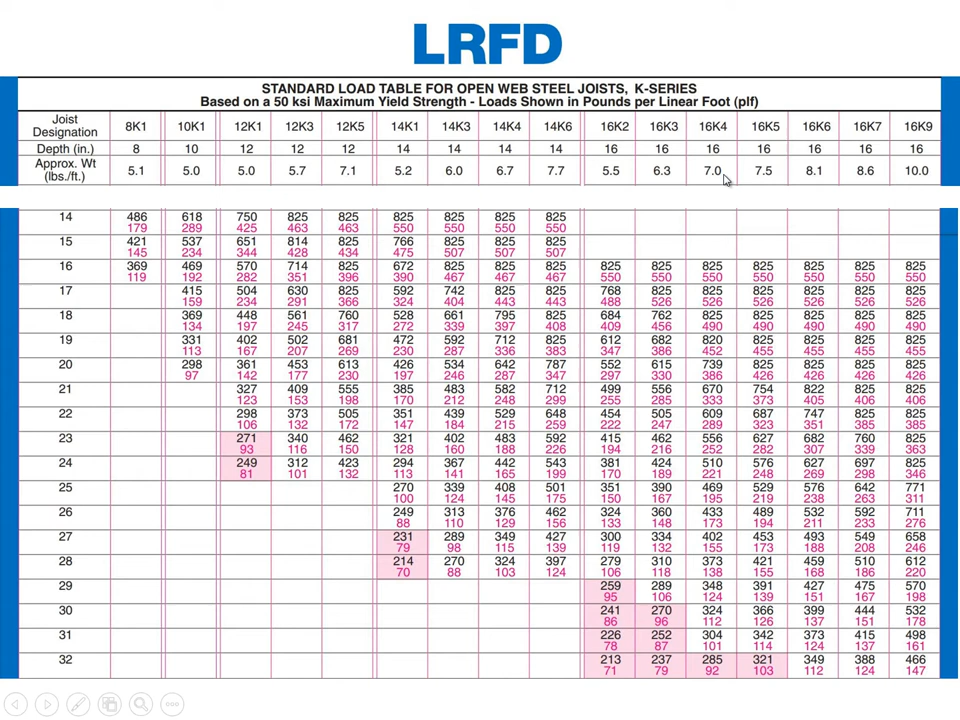 LRFD
STANDARD LOAD TABLE FOR OPEN WEB STEEL JOISTS, K-SERIES
Based on a 50 ksi Maximum Yield Strength - Loads Shown in Pounds per Linear Foot (plf)
Joist
Designation 8K1 10K1 12K1 12K3 12K5 14K1 14K3 14K4 14K6 16K2 16K3 16K4 16K5 16K6 16K7 16K9
Depth (in.) 8 10 12 12 12 14 14 14 14 16 16 16 16 16 16 16
Approx. Wt
(lbs./ft.) 5.1 5.0 5.0 5.7 7.1 5.2 6.0 6.7 7.7 5.5 6.3 7.0 7.5 8.1 8.6 10.0
14 486 618 750 825 825 825 825 825 825
179 289 425 463 463 550 550 550 550
15 421 537 651 814 825 766 825 825 825
145 234 344 428 434 475 507 507 507
16 369 469 570 714 825 672 825 825 825 825 825 825 825 825 825 825
119 192 282 351 396 390 467 467 467 550 550 550 550 550 550 550
17 415 504 630 825 592 742 825 825 768 825 825 825 825 825 825
159 234 291 366 324 404 443 443 488 526 526 526 526 526 526
18 369 448 561 760 528 661 795 825 684 762 825 825 825 825 825
134 197 245 317 272 339 397 408 409 456 490 490 490 490 490
19 331 402 502 681 472 592 712 825 612 682 820 825 825 825 825
113 167 207 269 230 287 336 383 347 386 452 455 455 455 455
20 298 361 453 613 426 534 642 787 552 615 739 825 825 825 825
97 142 177 230 197 246 287 347 297 330 386 426 426 426 426
21 327 409 555 385 483 582 712 499 556 670 754 822 825 825
123 153 198 170 212 248 299 255 285 333 373 405 406 406
22 298 373 505 351 439 529 648 454 505 609 687 747 825 825
106 132 172 147 184 215 259 222 247 289 323 351 385 385
23 271 340 462 321 402 483 592 415 462 556 627 682 760 825
93 116 150 128 160 188 226 194 216 252 282 307 339 363
24 249 312 423 294 367 442 543 381 424 510 576 627 697 825
81 101 132 113 141 165 199 170 189 221 248 269 298 346
25 270 339 408 501 351 390 469 529 576 642 771
100 124 145 175 150 167 195 219 238 263 311
26 249 313 376 462 324 360 433 489 532 592 711
88 110 129 156 133 148 173 194 211 233 276
27 231 289 349 427 300 334 402 453 493 549 658
79 98 115 139 119 132 155 173 188 208 246
28 214 270 324 397 279 310 373 421 459 510 612
70 88 103 124 106 118 138 155 168 186 220
29 259 289 348 391 427 475 570
95 106 124 139 151 167 198
30 241 270 324 366 399 444 532
86 96 112 126 137 151 178
31 226 252 304 342 373 415 498
78 87 101 114 124 137 161
32 213 237 285 321 349 388 466
71 79 92 103 112 124 147